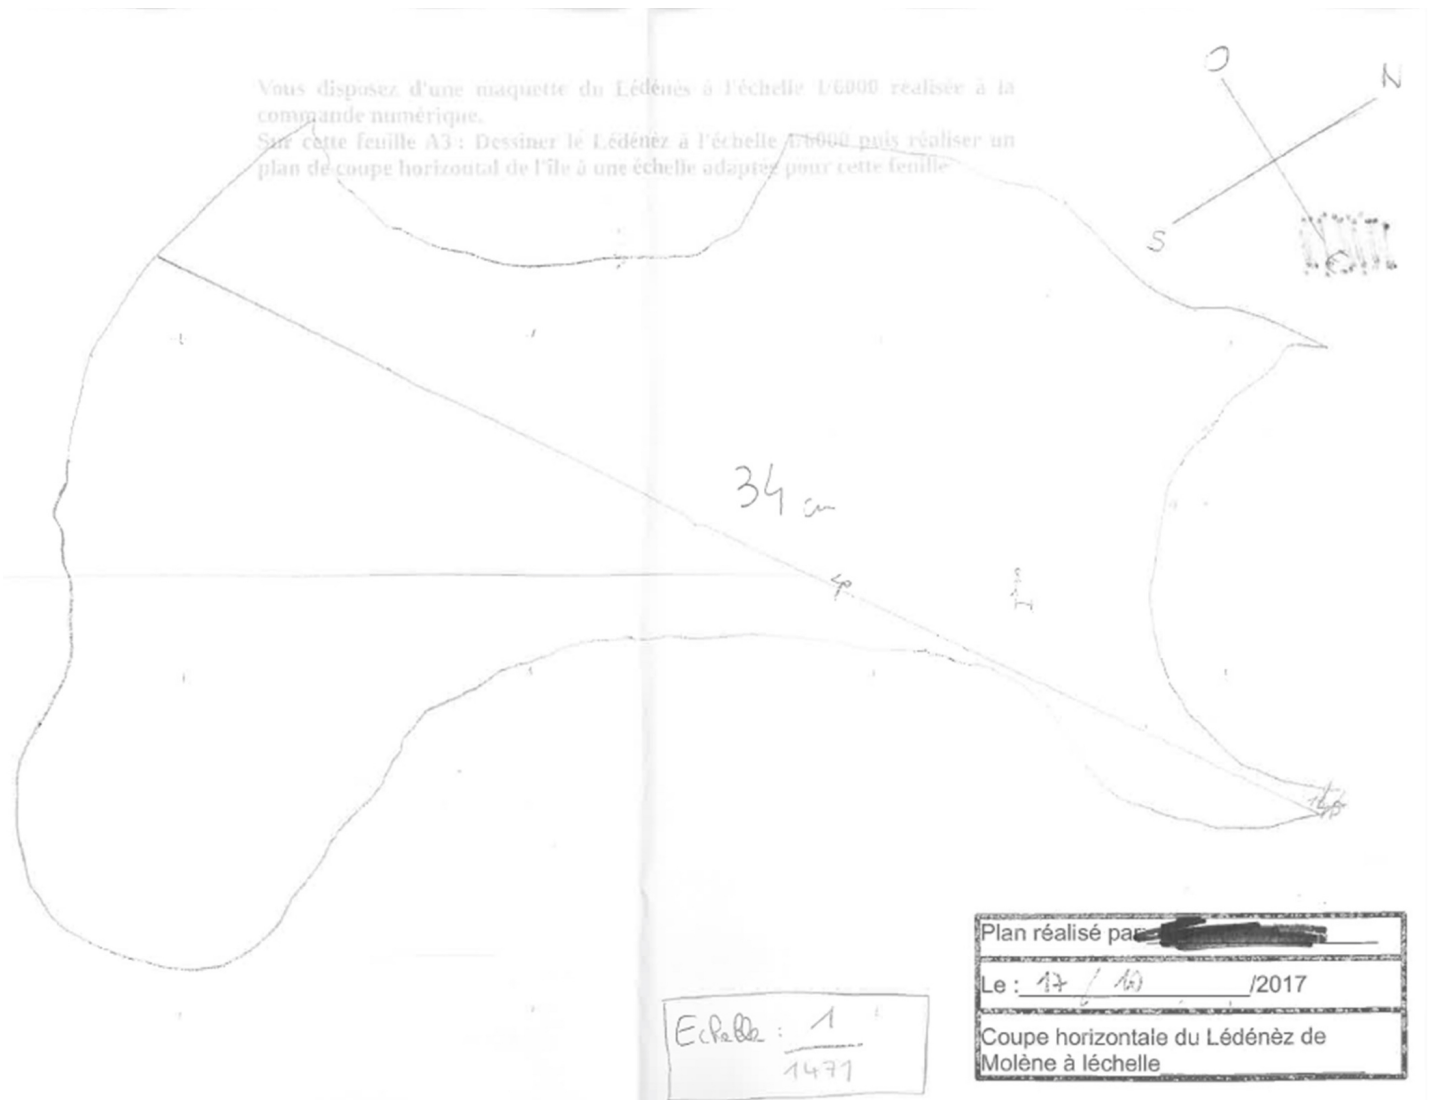 Vous disposez d'une maquette du Lédénès à l'échelle 1/6000 réalisée à la
commande numérique.
Sur cette feuille A3 : Dessiner le Lédénèz à l'échelle 1/6000 puis réaliser un
plan de coupe horizontal de l'île à une échelle adaptée pour cette feuille
O
N
S
E
34 cm
Echelle : 1
1471
Plan réalisé par
Le : 17 / 10 /2017
Coupe horizontale du Lédénèz de
Molène à léchelle